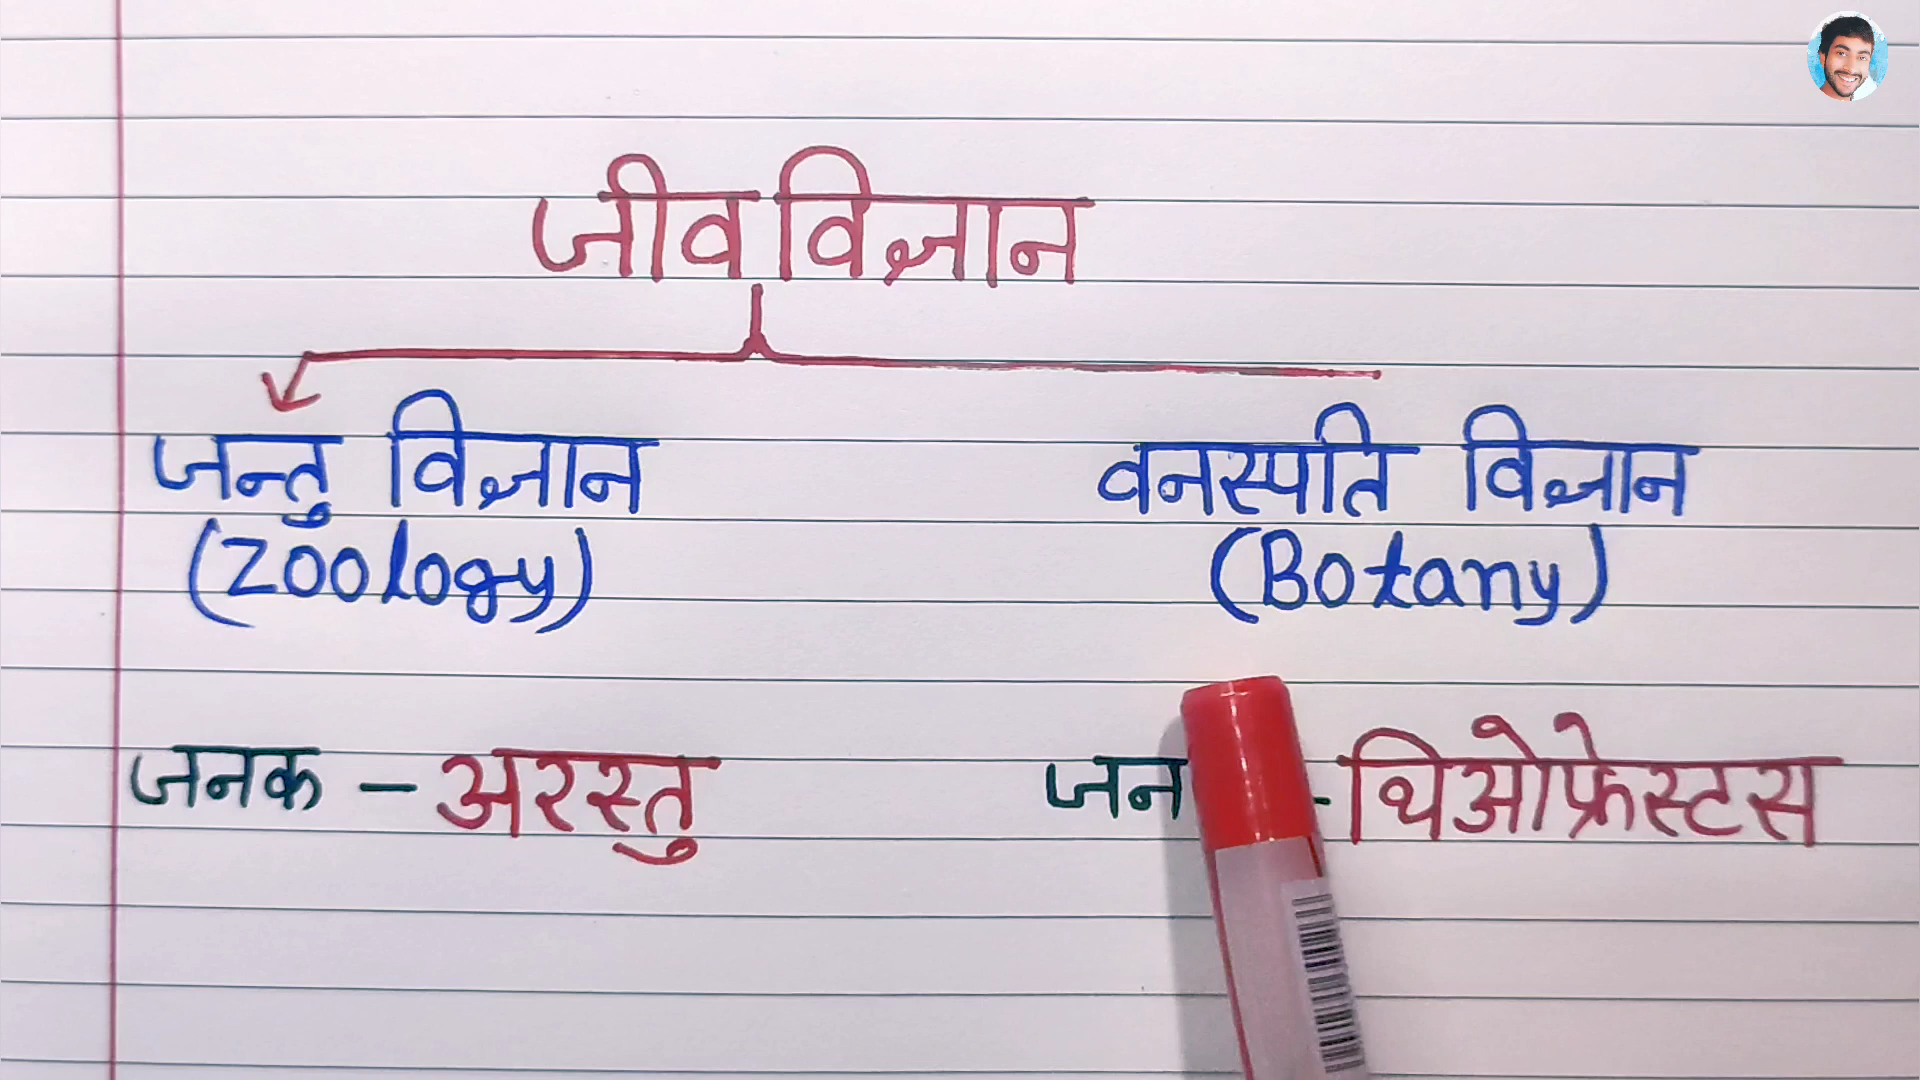 जीव विज्ञान
जन्तु विज्ञान वनस्पति विज्ञान
(Zoology) (Botany)
जनक - अरस्तु जन - थिओफ्रेस्टस